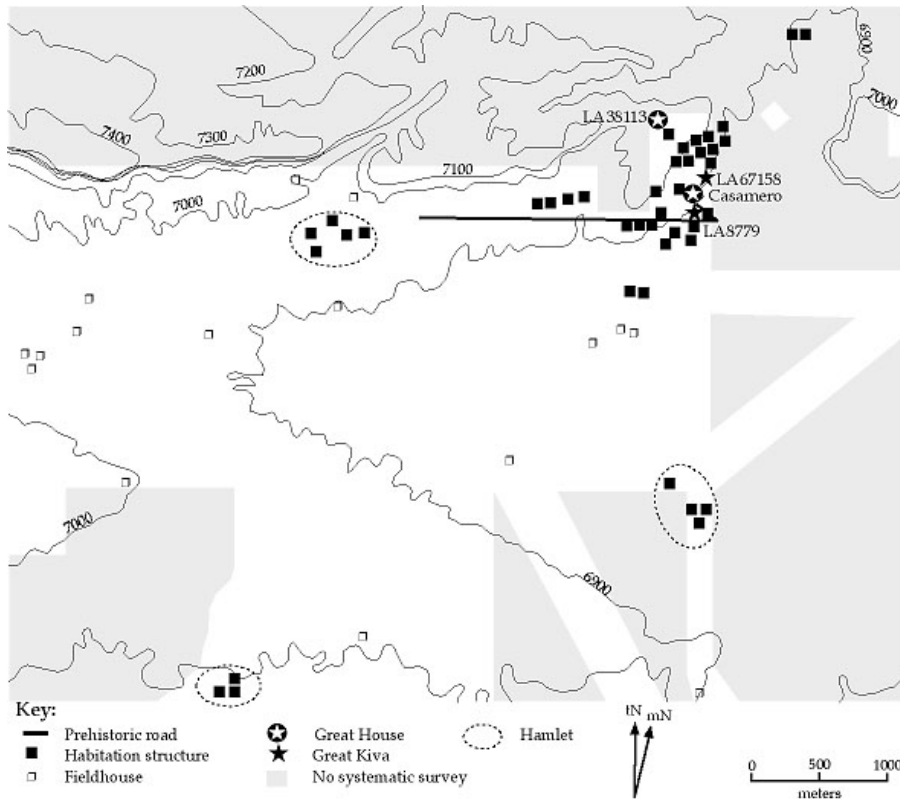 6900
7200
7000
LA38113
7400
7300
7100
LA67158
7000
Casamero
LA8779
7000
6900
Key:
tN mN
Prehistoric road
Great House
Hamlet
Habitation structure
Great Kiva
Fieldhouse
No systematic survey
0 500 1000
meters